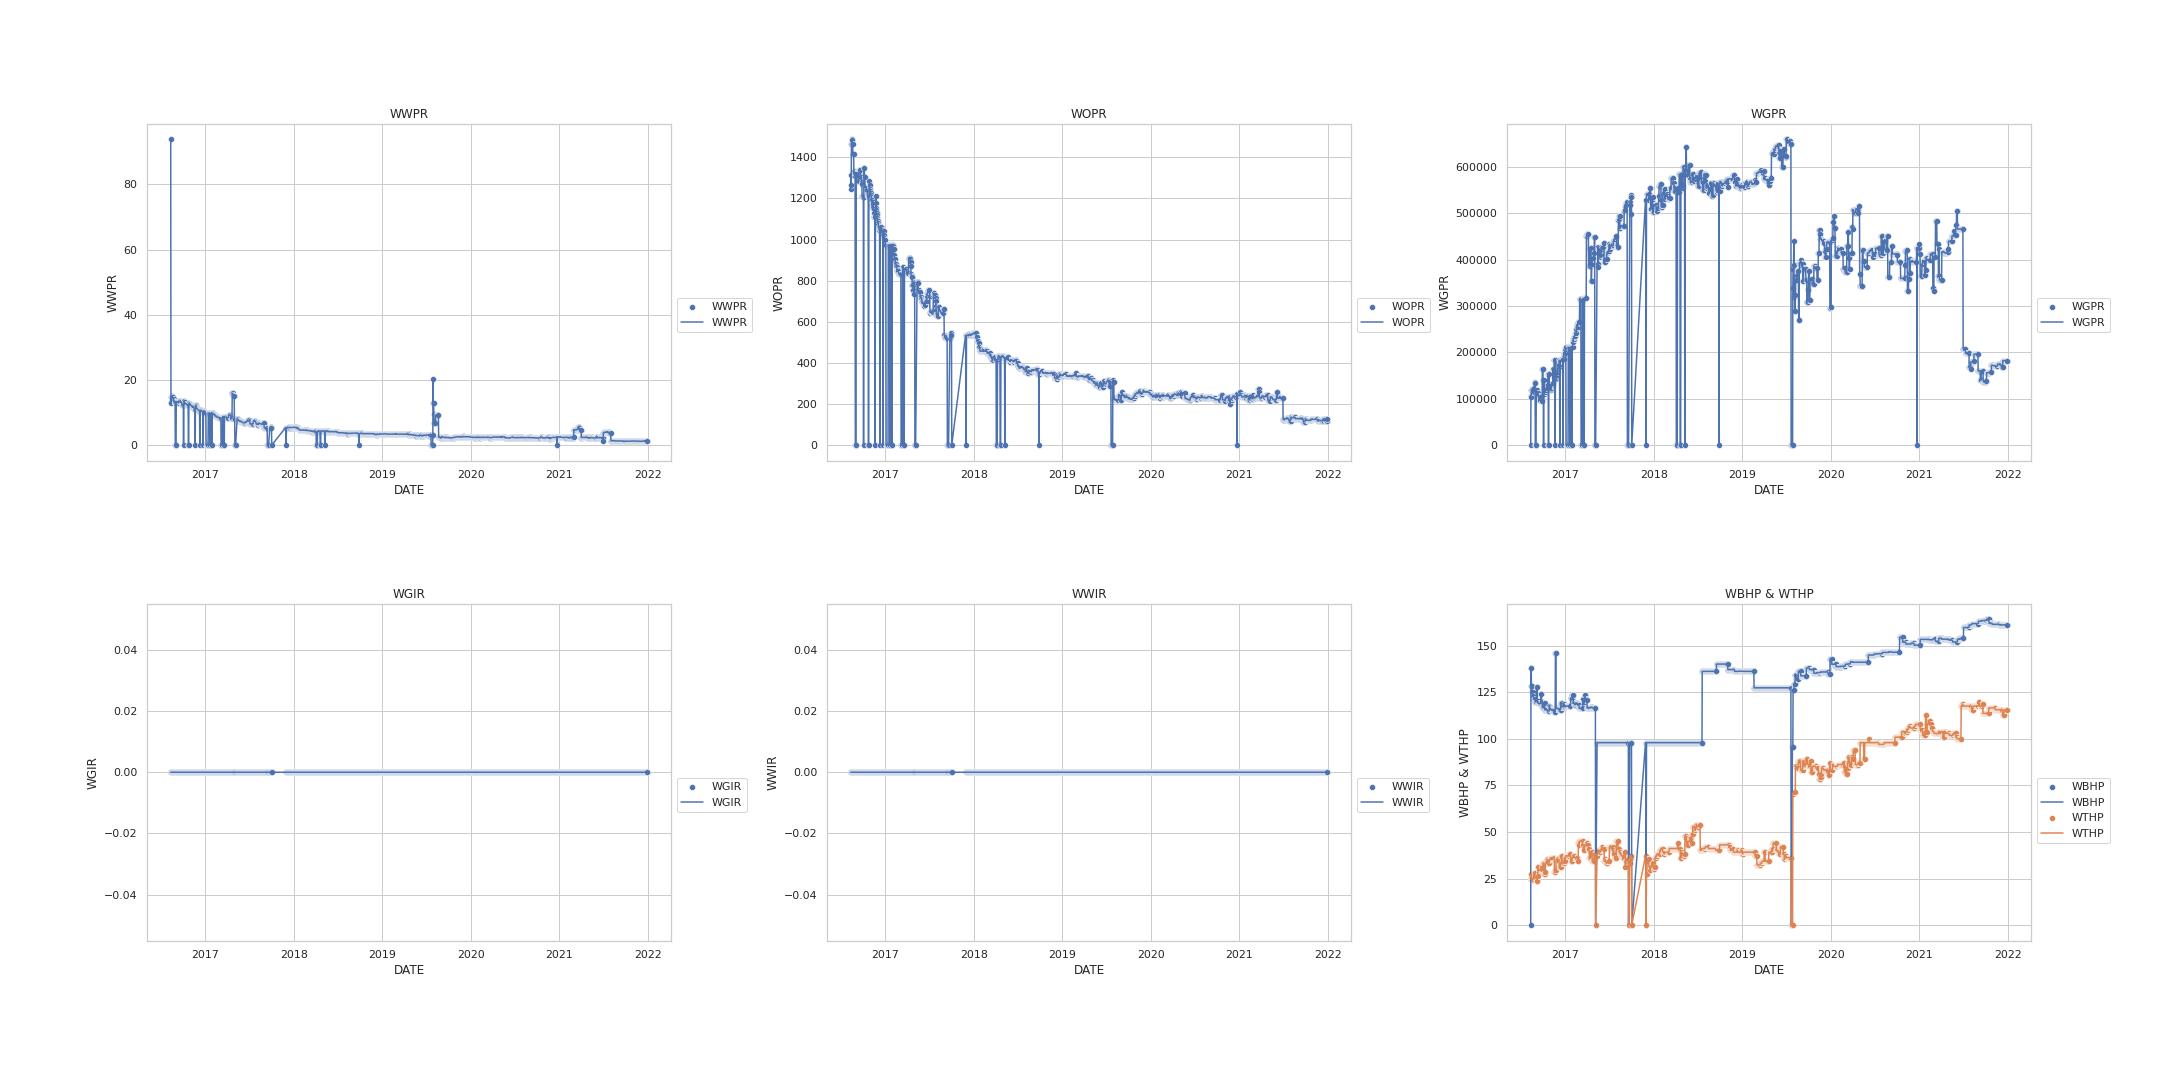 WWPR
WWPR
80
60
40
20
0
2017 2018 2019 2020 2021 2022
DATE
WWPR
WWPR
WOPR
WOPR
1400
1200
1000
800
600
400
200
0
2017 2018 2019 2020 2021 2022
DATE
WOPR
WOPR
WGPR
WGPR
600000
500000
400000
300000
200000
100000
0
2017 2018 2019 2020 2021 2022
DATE
WGPR
WGPR
WGIR
WGIR
0.04
0.02
0.00
−0.02
−0.04
2017 2018 2019 2020 2021 2022
DATE
WGIR
WGIR
WWIR
WWIR
0.04
0.02
0.00
−0.02
−0.04
2017 2018 2019 2020 2021 2022
DATE
WWIR
WWIR
WBHP & WTHP
WBHP & WTHP
150
125
100
75
50
25
0
2017 2018 2019 2020 2021 2022
DATE
WBHP
WBHP
WTHP
WTHP